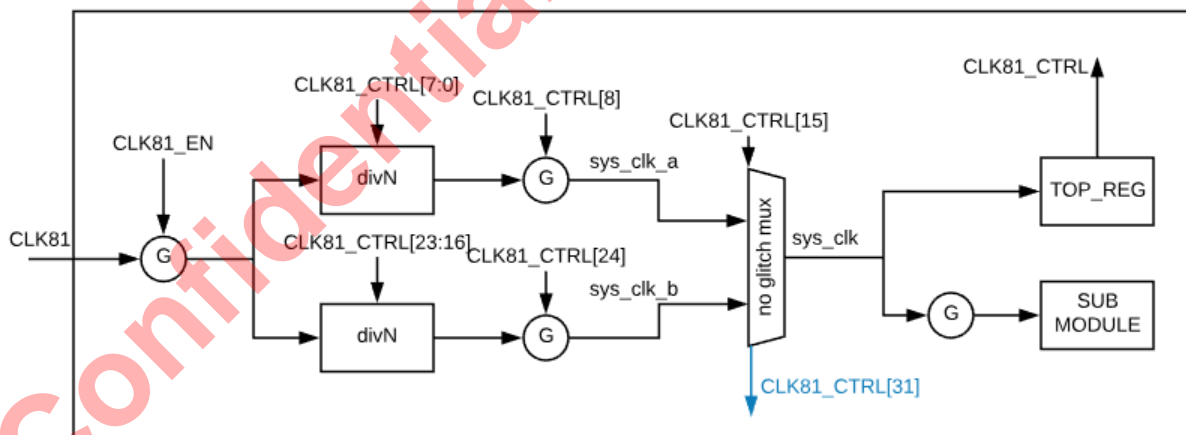 CLK81_CTRL
CLK81_CTRL[7:0]
CLK81_CTRL[8]
CLK81_CTRL[15]
CLK81_EN
sys_clk_a
divN
G
TOP_REG
no glitch mux
CLK81
G
sys_clk
CLK81_CTRL[23:16]
CLK81_CTRL[24]
sys_clk_b
SUB
MODULE
G
divN
G
CLK81_CTRL[31]
Confidential